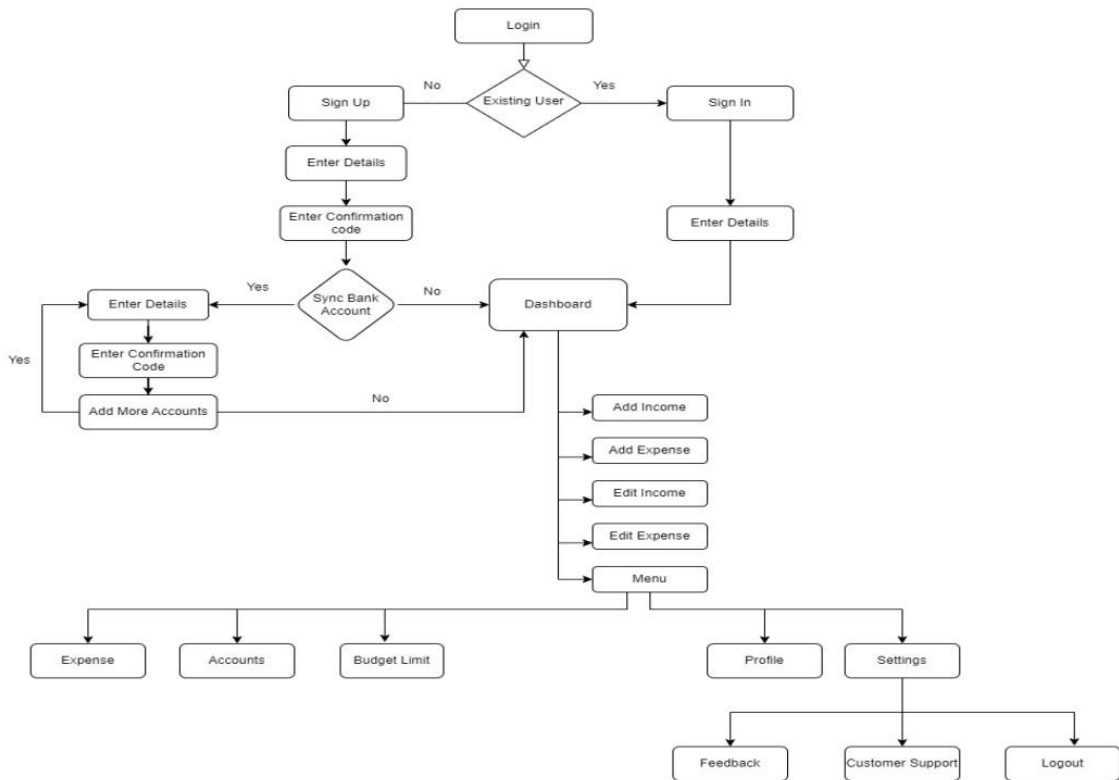 Login
No
Yes
Sign Up
Existing User
Sign In
Enter Details
Enter Confirmation
code
Enter Details
Yes
Sync Bank
Account
No
Dashboard
Enter Details
Yes
Enter Confirmation
Code
Add More Accounts
No
Add Income
Add Expense
Edit Income
Edit Expense
Menu
Expense
Accounts
Budget Limit
Profile
Settings
Feedback
Customer Support
Logout